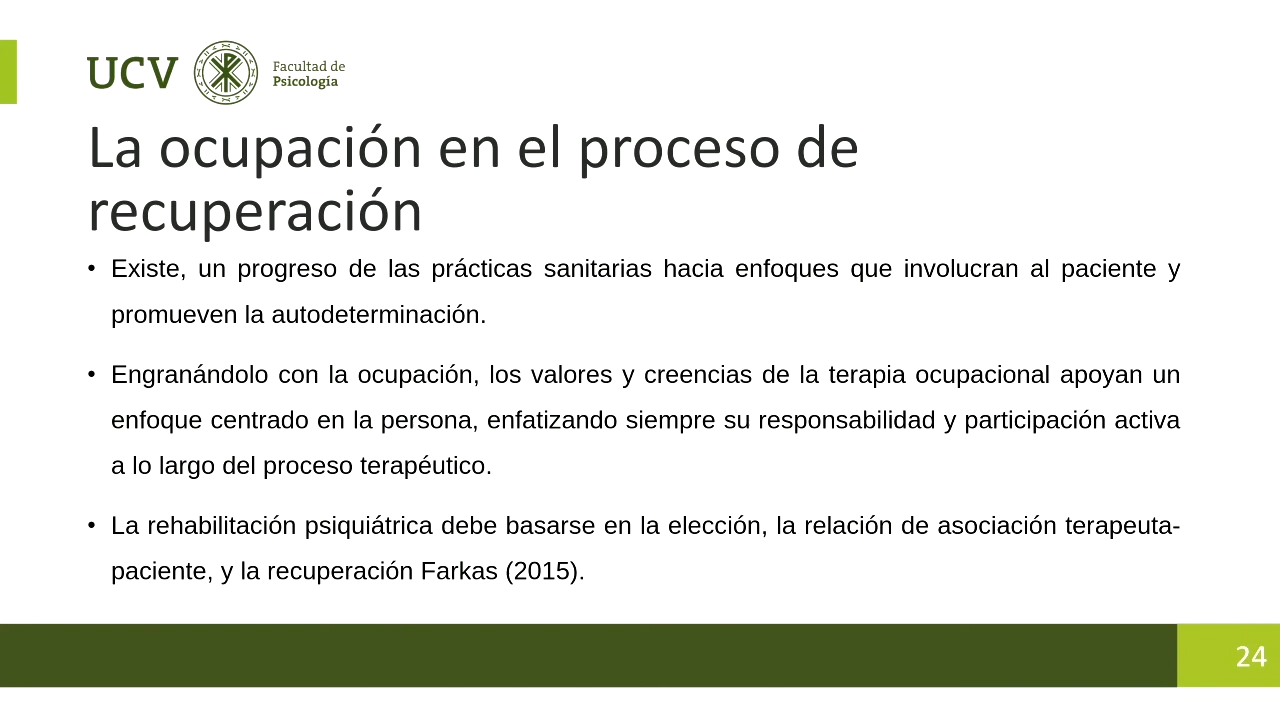 UCV
Facultad de
Psicología
La ocupación en el proceso de
recuperación
• Existe, un progreso de las prácticas sanitarias hacia enfoques que involucran al paciente y
promueven la autodeterminación.
• Engranándolo con la ocupación, los valores y creencias de la terapia ocupacional apoyan un
enfoque centrado en la persona, enfatizando siempre su responsabilidad y participación activa
a lo largo del proceso terapéutico.
• La rehabilitación psiquiátrica debe basarse en la elección, la relación de asociación terapeuta-
paciente, y la recuperación Farkas (2015).
24